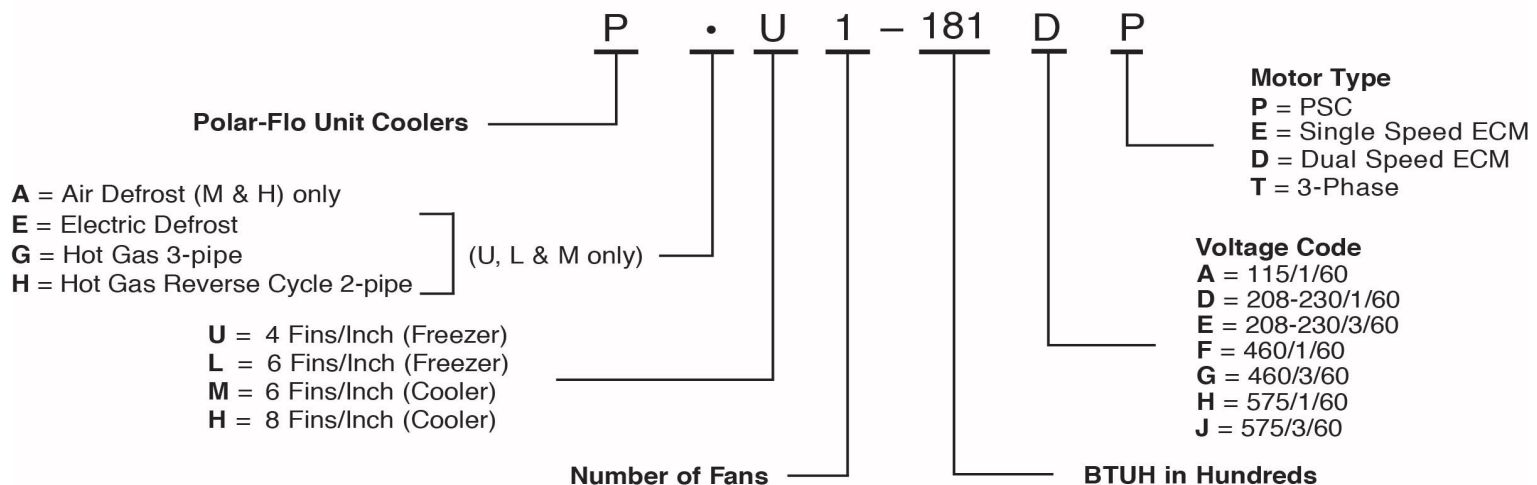 P • U 1 – 181 D P
Polar-Flo Unit Coolers
A = Air Defrost (M & H) only
E = Electric Defrost
G = Hot Gas 3-pipe
H = Hot Gas Reverse Cycle 2-pipe
(U, L & M only)
U = 4 Fins/Inch (Freezer)
L = 6 Fins/Inch (Freezer)
M = 6 Fins/Inch (Cooler)
H = 8 Fins/Inch (Cooler)
Number of Fans
BTUH in Hundreds
Voltage Code
A = 115/1/60
D = 208-230/1/60
E = 208-230/3/60
F = 460/1/60
G = 460/3/60
H = 575/1/60
J = 575/3/60
Motor Type
P = PSC
E = Single Speed ECM
D = Dual Speed ECM
T = 3-Phase